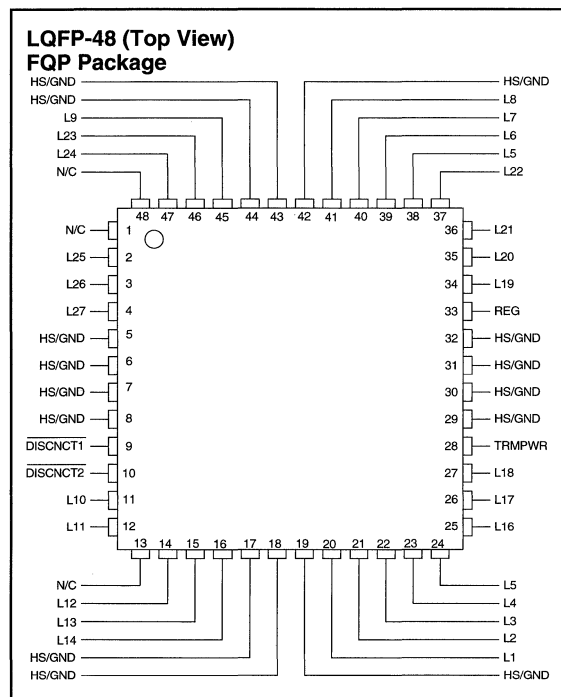 LQFP-48 (Top View)
FQP Package
HS/GND
HS/GND
L9
L23
L24
N/C
HS/GND
L8
L7
L6
L5
L22
48 47 46 45 44 43 42 41 40 39 38 37
N/C 1
L25 2
L26 3
L27 4
HS/GND 5
HS/GND 6
HS/GND 7
HS/GND 8
DISCNCT1 9
DISCNCT2 10
L10 11
L11 12
36 L21
35 L20
34 L19
33 REG
32 HS/GND
31 HS/GND
30 HS/GND
29 HS/GND
28 TRMPWR
27 L18
26 L17
25 L16
13 14 15 16 17 18 19 20 21 22 23 24
N/C
L12
L13
L14
HS/GND
HS/GND
L5
L4
L3
L2
L1
HS/GND